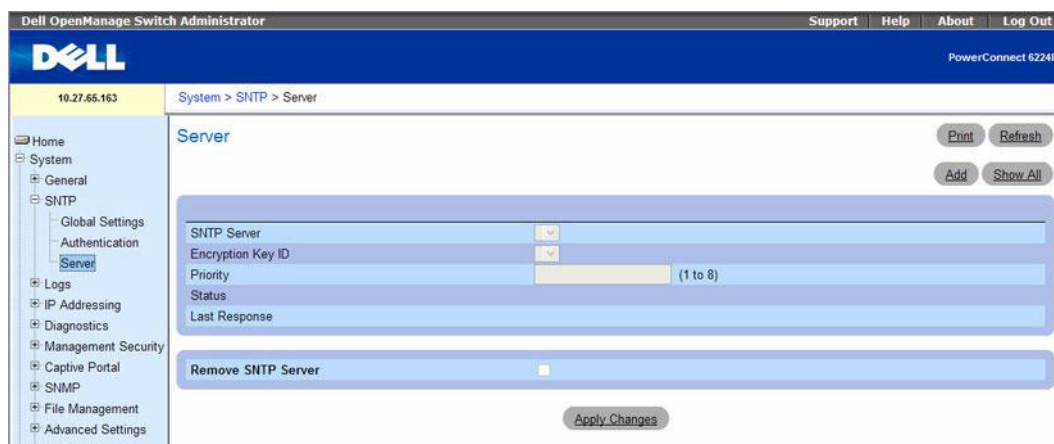 Dell OpenManage Switch Administrator
Support Help About Log Out
DELL
PowerConnect 6224
10.27.65.163
System > SNTP > Server
Home
System
General
SNTP
Global Settings
Authentication
Server
Logs
IP Addressing
Diagnostics
Management Security
Captive Portal
SNMP
File Management
Advanced Settings
Server
Print Refresh
Add Show All
SNTP Server
Encryption Key ID
Priority (1 to 8)
Status
Last Response
Remove SNTP Server
Apply Changes